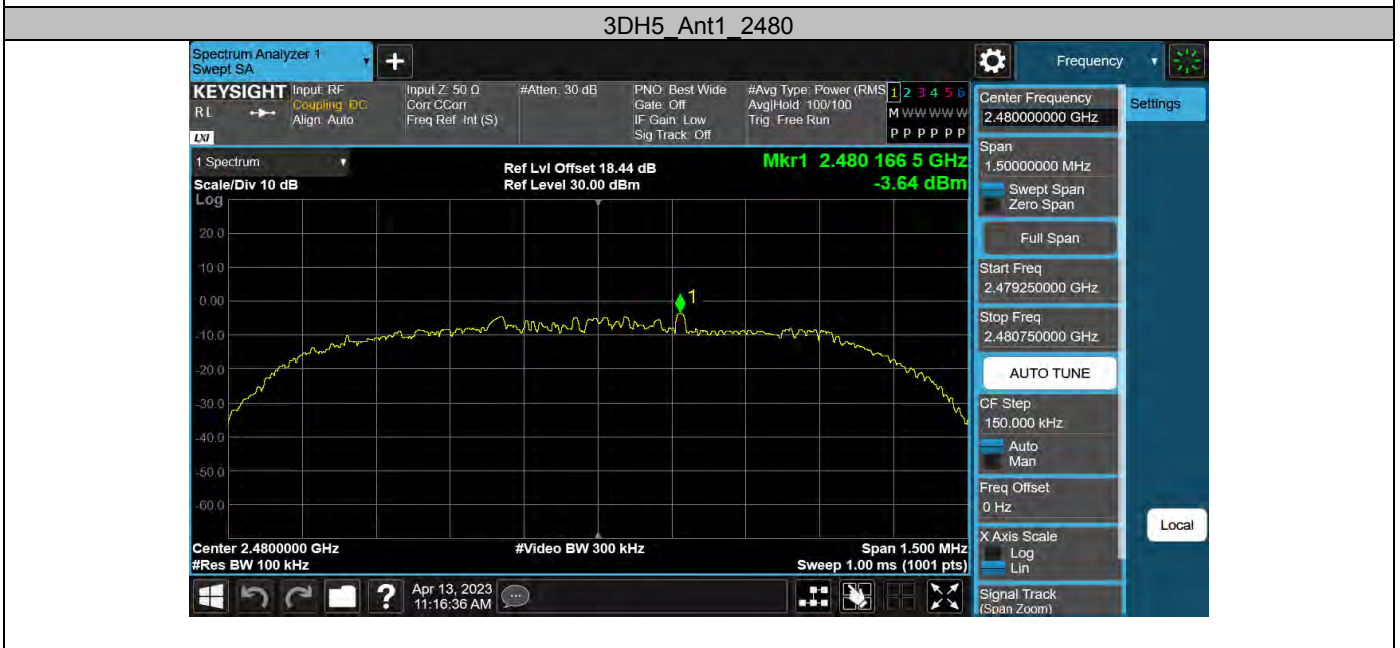 3DH5_Ant1_2480
Spectrum Analyzer 1
Swept SA
Frequency
KEYSIGHT
RL
LXI
Input: RF
Coupling: DC
Align: Auto
Input Z: 50 Ω
Corr CCorr
Freq Ref: Int (S)
#Atten: 30 dB
PNO: Best Wide
Gate: Off
IF Gain: Low
Sig Track: Off
#Avg Type: Power (RMS
Avg|Hold: 100/100
Trig: Free Run
1 2 3 4 5 6
M W W W W W
P P P P P P
Center Frequency
2.480000000 GHz
Settings
1 Spectrum
Scale/Div 10 dB
Ref Lvl Offset 18.44 dB
Ref Level 30.00 dBm
Mkr1 2.480 166 5 GHz
-3.64 dBm
Span
1.50000000 MHz
Swept Span
Zero Span
Full Span
Start Freq
2.479250000 GHz
Stop Freq
2.480750000 GHz
AUTO TUNE
CF Step
150.000 kHz
Auto
Man
Freq Offset
0 Hz
Local
X Axis Scale
Log
Lin
Signal Track
(Span Zoom)
Log
20.0
10.0
0.00
-10.0
-20.0
-30.0
-40.0
-50.0
-60.0
1
Center 2.4800000 GHz
#Res BW 100 kHz
#Video BW 300 kHz
Span 1.500 MHz
Sweep 1.00 ms (1001 pts)
?
Apr 13, 2023
11:16:36 AM